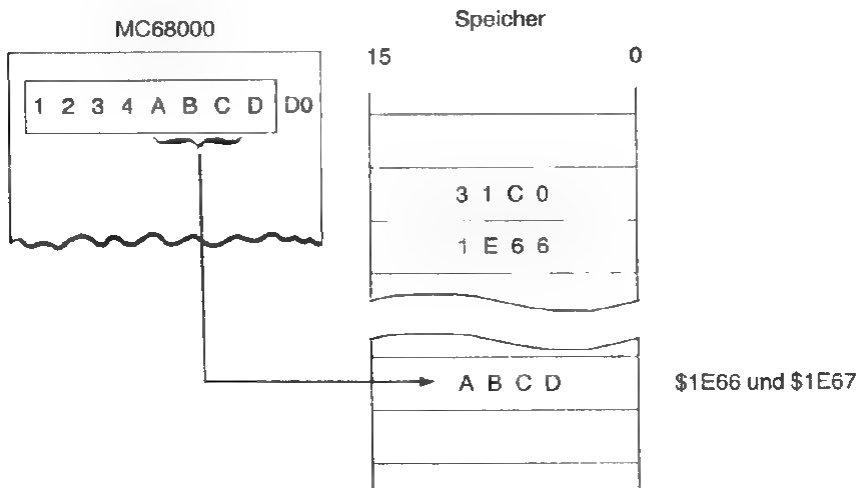 MC68000
Speicher
15 0
1 2 3 4 A B C D D0
3 1 C 0
1 E 6 6
A B C D $1E66 und $1E67